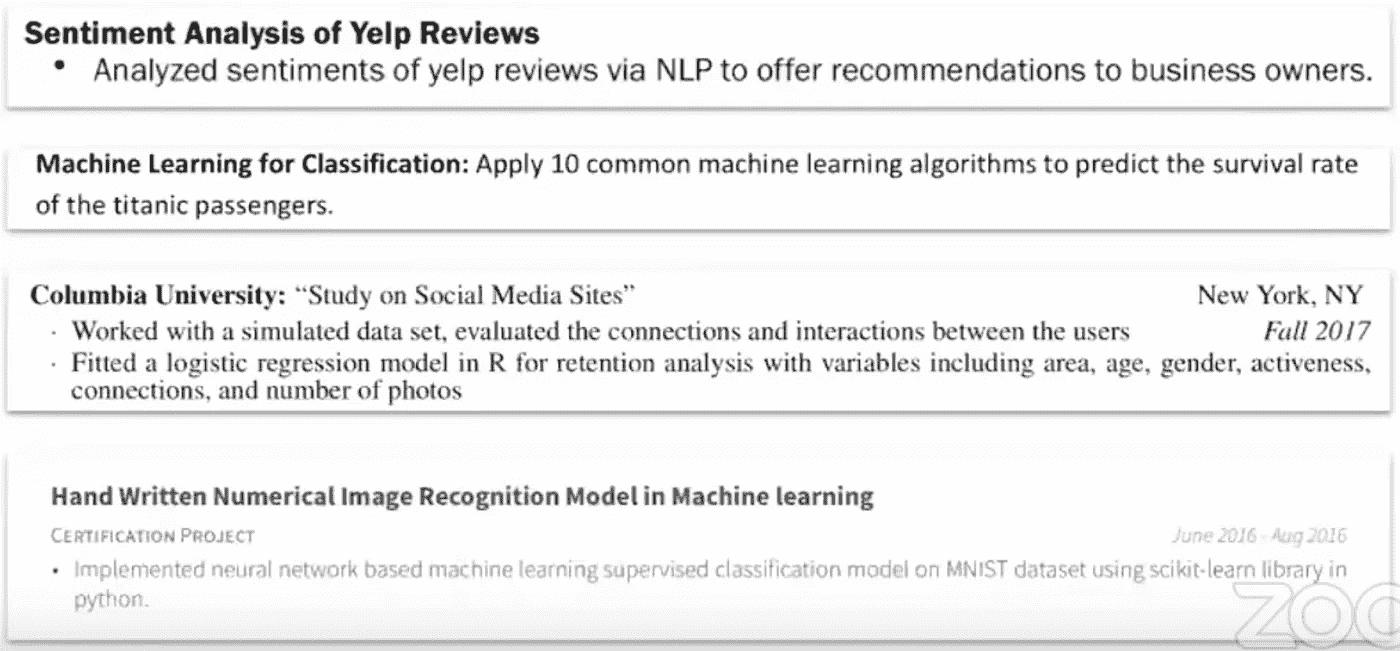 Sentiment Analysis of Yelp Reviews
• Analyzed sentiments of yelp reviews via NLP to offer recommendations to business owners.
Machine Learning for Classification: Apply 10 common machine learning algorithms to predict the survival rate
of the titanic passengers.
Columbia University: “Study on Social Media Sites” New York, NY
· Worked with a simulated data set, evaluated the connections and interactions between the users Fall 2017
· Fitted a logistic regression model in R for retention analysis with variables including area, age, gender, activeness,
connections, and number of photos
Hand Written Numerical Image Recognition Model in Machine learning
CERTIFICATION PROJECT June 2016 - Aug 2016
• Implemented neural network based machine learning supervised classification model on MNIST dataset using scikit-learn library in
python.